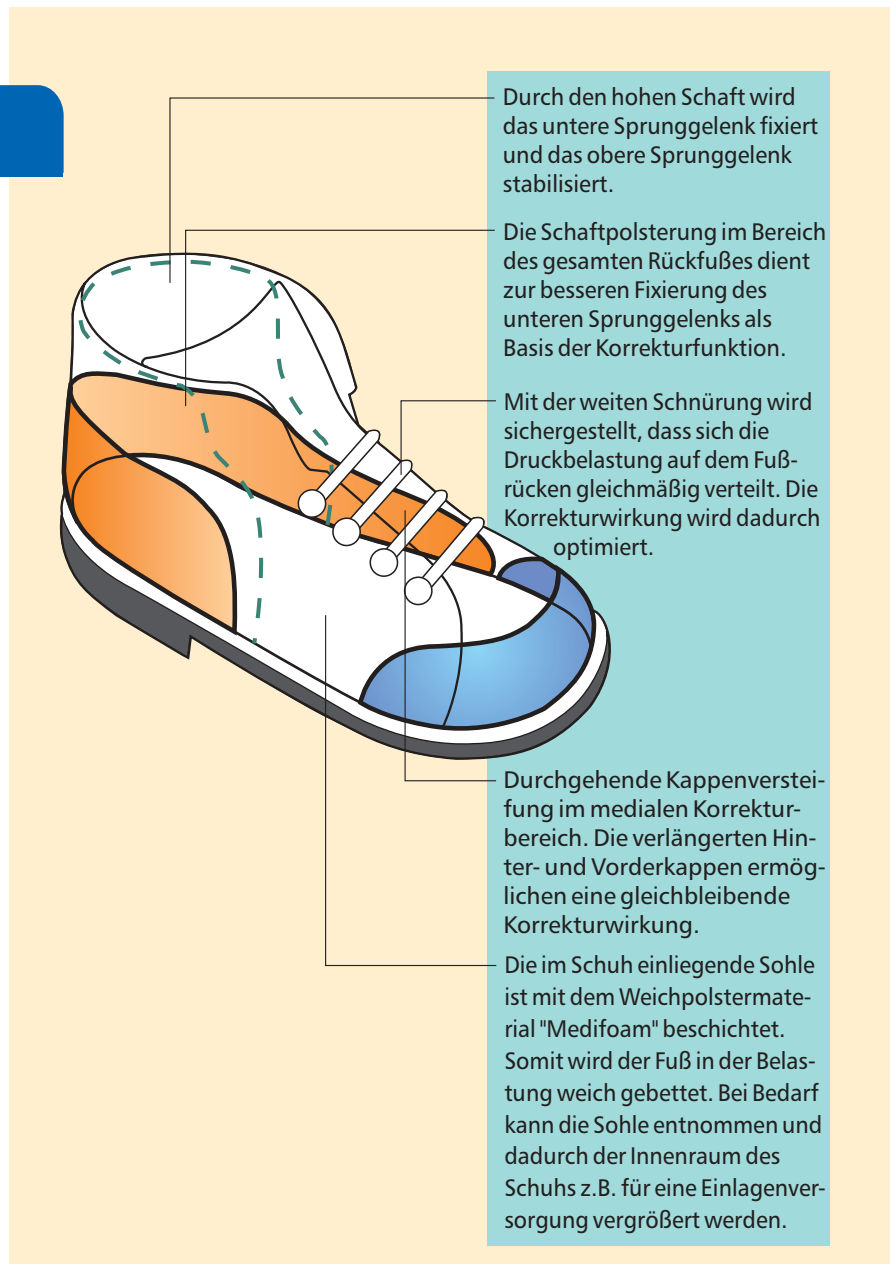 Durch den hohen Schaft wird
das untere Sprunggelenk fixiert
und das obere Sprunggelenk
stabilisiert.
Die Schaftpolsterung im Bereich
des gesamten Rückfußes dient
zur besseren Fixierung des
unteren Sprunggelenks als
Basis der Korrekturfunktion.
Mit der weiten Schnürung wird
sichergestellt, dass sich die
Druckbelastung auf dem Fuß-
rücken gleichmäßig verteilt. Die
Korrekturwirkung wird dadurch
optimiert.
Durchgehende Kappenverstei-
fung im medialen Korrektur-
bereich. Die verlängerten Hin-
ter- und Vorderkappen ermög-
lichen eine gleichbleibende
Korrekturwirkung.
Die im Schuh einliegende Sohle
ist mit dem Weichpolstermate-
rial "Medifoam" beschichtet.
Somit wird der Fuß in der Belas-
tung weich gebettet. Bei Bedarf
kann die Sohle entnommen und
dadurch der Innenraum des
Schuhs z.B. für eine Einlagenver-
sorgung vergrößert werden.